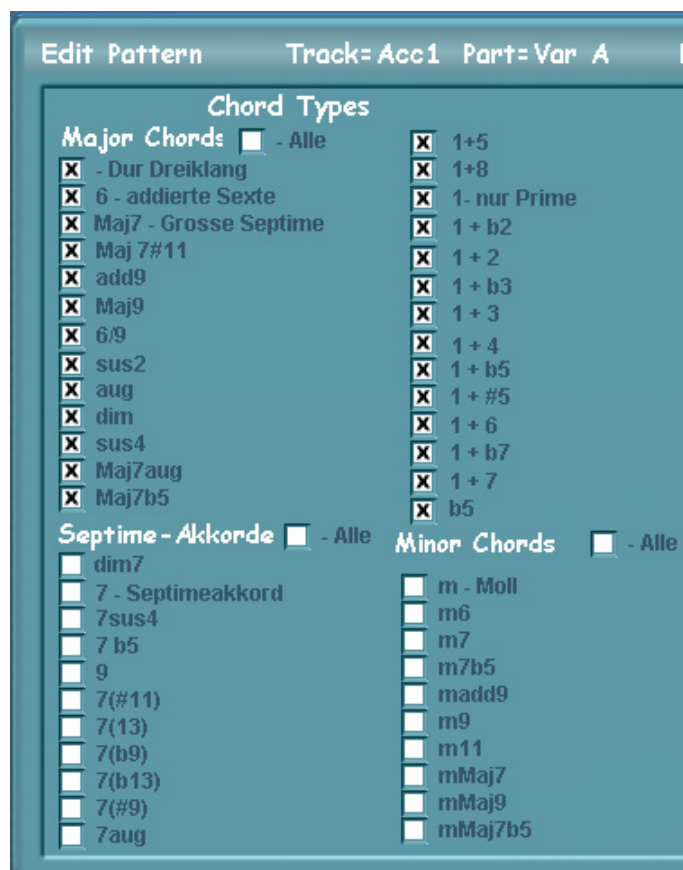 Edit Pattern Track=Acc1 Part=Var A
Chord Types
Major Chords - Alle
- Dur Dreiklang
6 - addierte Sexte
Maj7 - Grosse Septime
Maj 7#11
add9
Maj9
6/9
sus2
aug
dim
sus4
Maj7aug
Maj7b5
1+5
1+8
1- nur Prime
1 + b2
1 + 2
1 + b3
1 + 3
1 + 4
1 + b5
1 + #5
1 + 6
1 + b7
1 + 7
b5
Septime-Akkorde - Alle
dim7
7 - Septimeakkord
7sus4
7 b5
9
7(#11)
7(13)
7(b9)
7(b13)
7(#9)
7aug
Minor Chords - Alle
m - Moll
m6
m7
m7b5
madd9
m9
m11
mMaj7
mMaj9
mMaj7b5